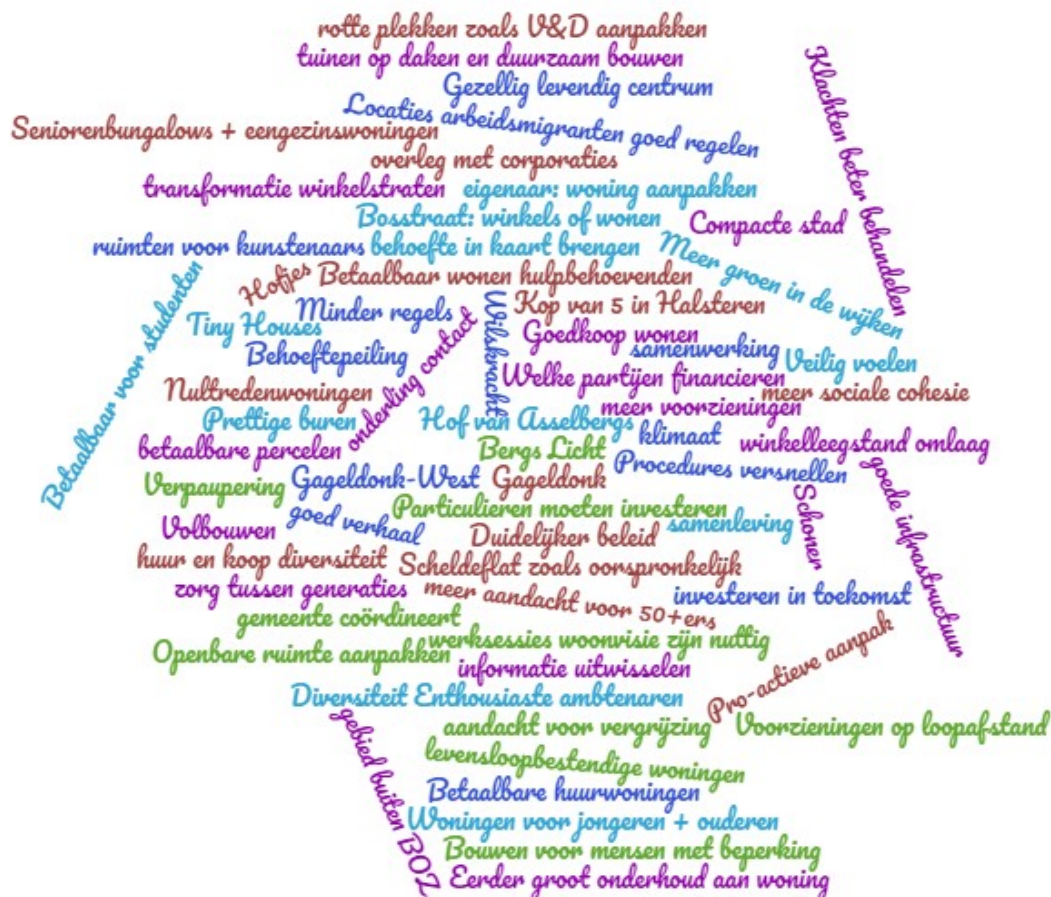 rotte plekken zoals V&D aanpakken
tuinen op daken en duurzaam bouwen
Gezellig levendig centrum
Klachten beter behandelen
Locaties arbeidsmigranten goed regelen
Seniorenbungalows + eengezinswoningen
overleg met corporaties
transformatie winkelstraten
eigenaar: woning aanpakken
Bosstraat: winkels of wonen
Compacte stad
ruimten voor kunstenaars
behoefte in kaart brengen
Meer groen in de wijken
Hofjes
Betaalbaar wonen hulpbehoevenden
Betaalbaar voor studenten
Minder regels
Wilskracht
Kop van 5 in Halsteren
Tiny Houses
onderling contact
Goedkoop wonen
samenwerking
Behoeftepeiling
Veilig voelen
Welke partijen financieren
Nultredenwoningen
meer sociale cohesie
meer voorzieningen
Prettige buren
Hof van Asselbergs
klimaat
winkelleegstand omlaag
betaalbare percelen
Bergs Licht
Procedures versnellen
goede infrastructuur
Verpaupering
Gageldonk-West
Gageldonk
Schoner
Particulieren moeten investeren
goed verhaal
samenleving
Volbouwen
Duidelijker beleid
huur en koop diversiteit
Scheldeflat zoals oorspronkelijk
zorg tussen generaties
meer aandacht voor 50+ers
investeren in toekomst
gemeente coördineert
werksessies woonvisie zijn nuttig
Openbare ruimte aanpakken
informatie uitwisselen
Pro-actieve aanpak
Diversiteit
Enthousiaste ambtenaren
gebied buiten BOZ
aandacht voor vergrijzing
Voorzieningen op loopafstand
levensloopbestendige woningen
Betaalbare huurwoningen
Woningen voor jongeren + ouderen
Bouwen voor mensen met beperking
Eerder groot onderhoud aan woning